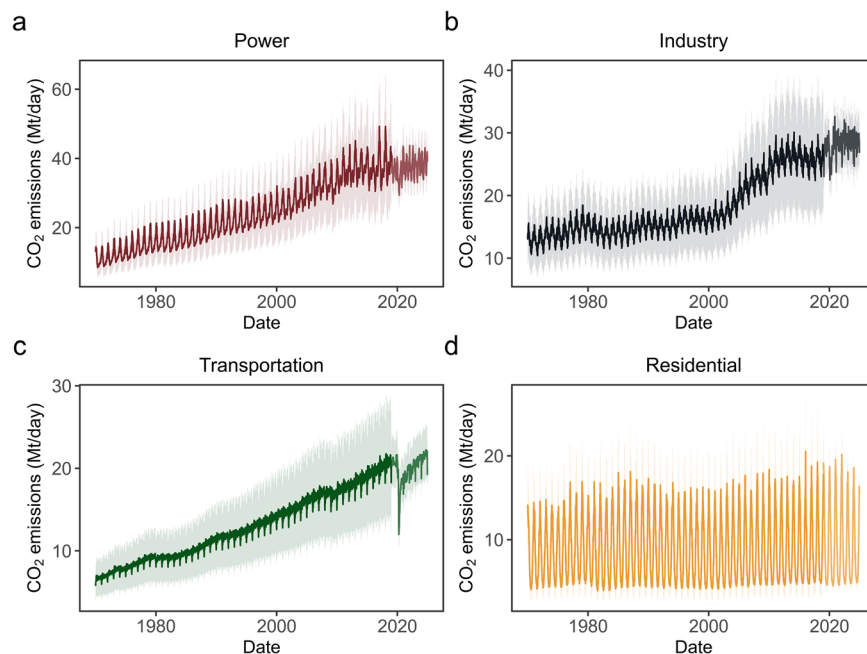 a
Power
CO₂ emissions (Mt/day)
60
40
20
1980
2000
2020
Date
b
Industry
CO₂ emissions (Mt/day)
40
30
20
10
1980
2000
2020
Date
c
Transportation
CO₂ emissions (Mt/day)
30
20
10
1980
2000
2020
Date
d
Residential
CO₂ emissions (Mt/day)
20
10
1980
2000
2020
Date